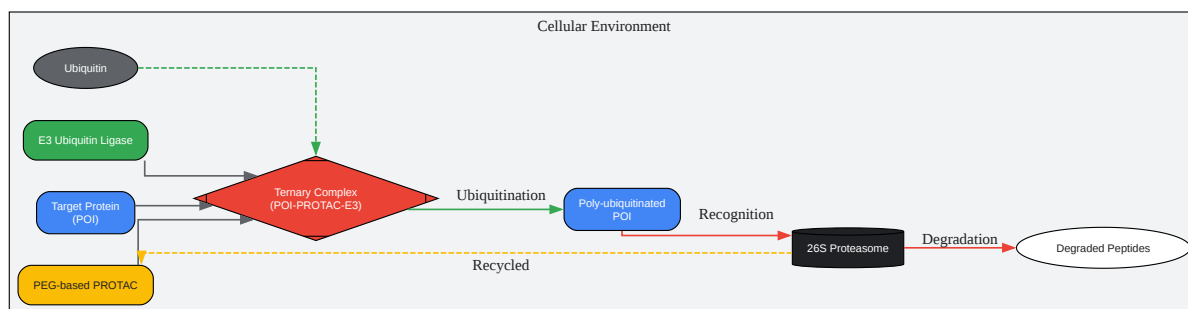 Cellular Environment
Ubiquitin
E3 Ubiquitin Ligase
Target Protein
(POI)
PEG-based PROTAC
Ternary Complex
(POI-PROTAC-E3)
Ubiquitination
Poly-ubiquitinated
POI
Recognition
26S Proteasome
Degradation
Degraded Peptides
Recycled